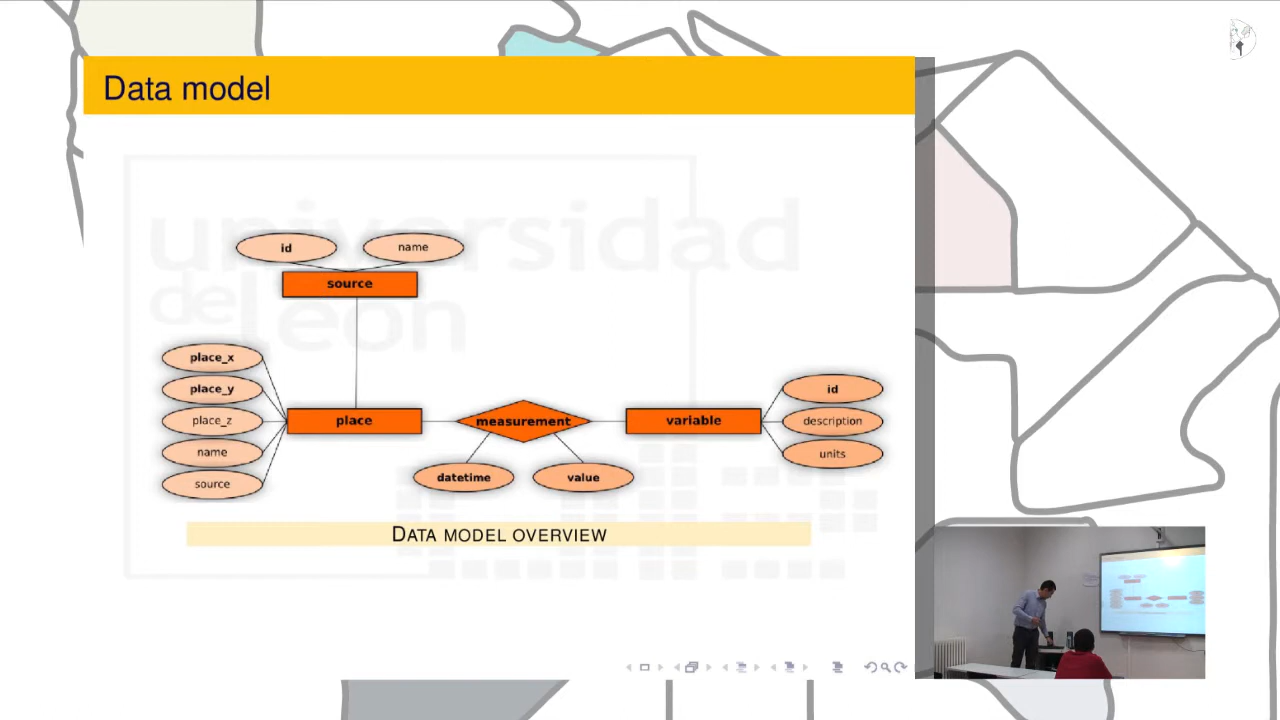 Data model
universidad
de León
id
name
source
place_x
place_y
place_z
name
source
place
measurement
variable
datetime
value
id
description
units
DATA MODEL OVERVIEW